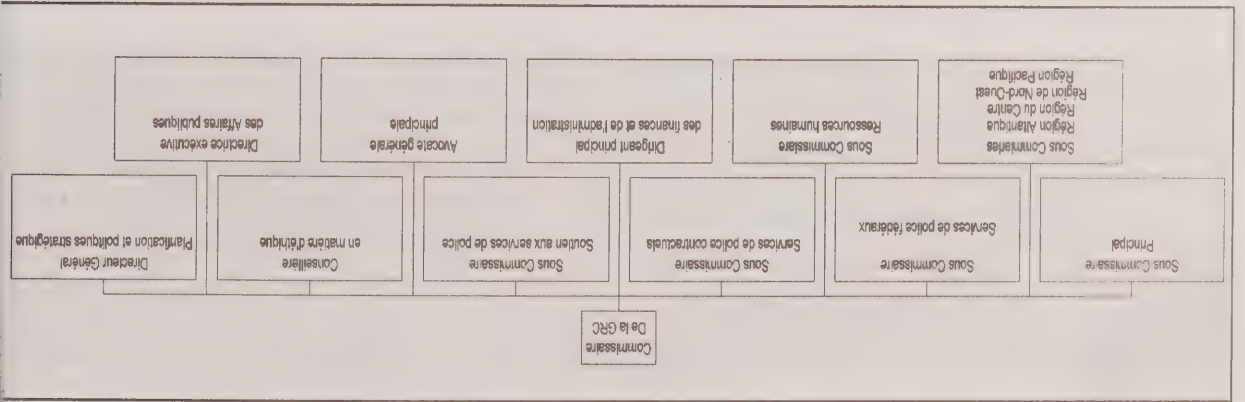 Commissaire
De la GRC
Sous Commissaire
Principal
Sous Commissaire
Services de police fédéraux
Sous Commissaire
Services de police contractuels
Sous Commissaire
Soutien aux services de police
Conseillère
en matière d'étrique
Directeur Général
Planification et politiques stratégique
Sous Commiaries
Région Atlantique
Région du Centre
Région de Nord-Ouest
Région Pacifique
Sous Commissiaire
Ressources humaines
Dirigeant principal
des finances et de l'administration
Avocate générale
principale
Directrice exécutive
des Affaires publiques